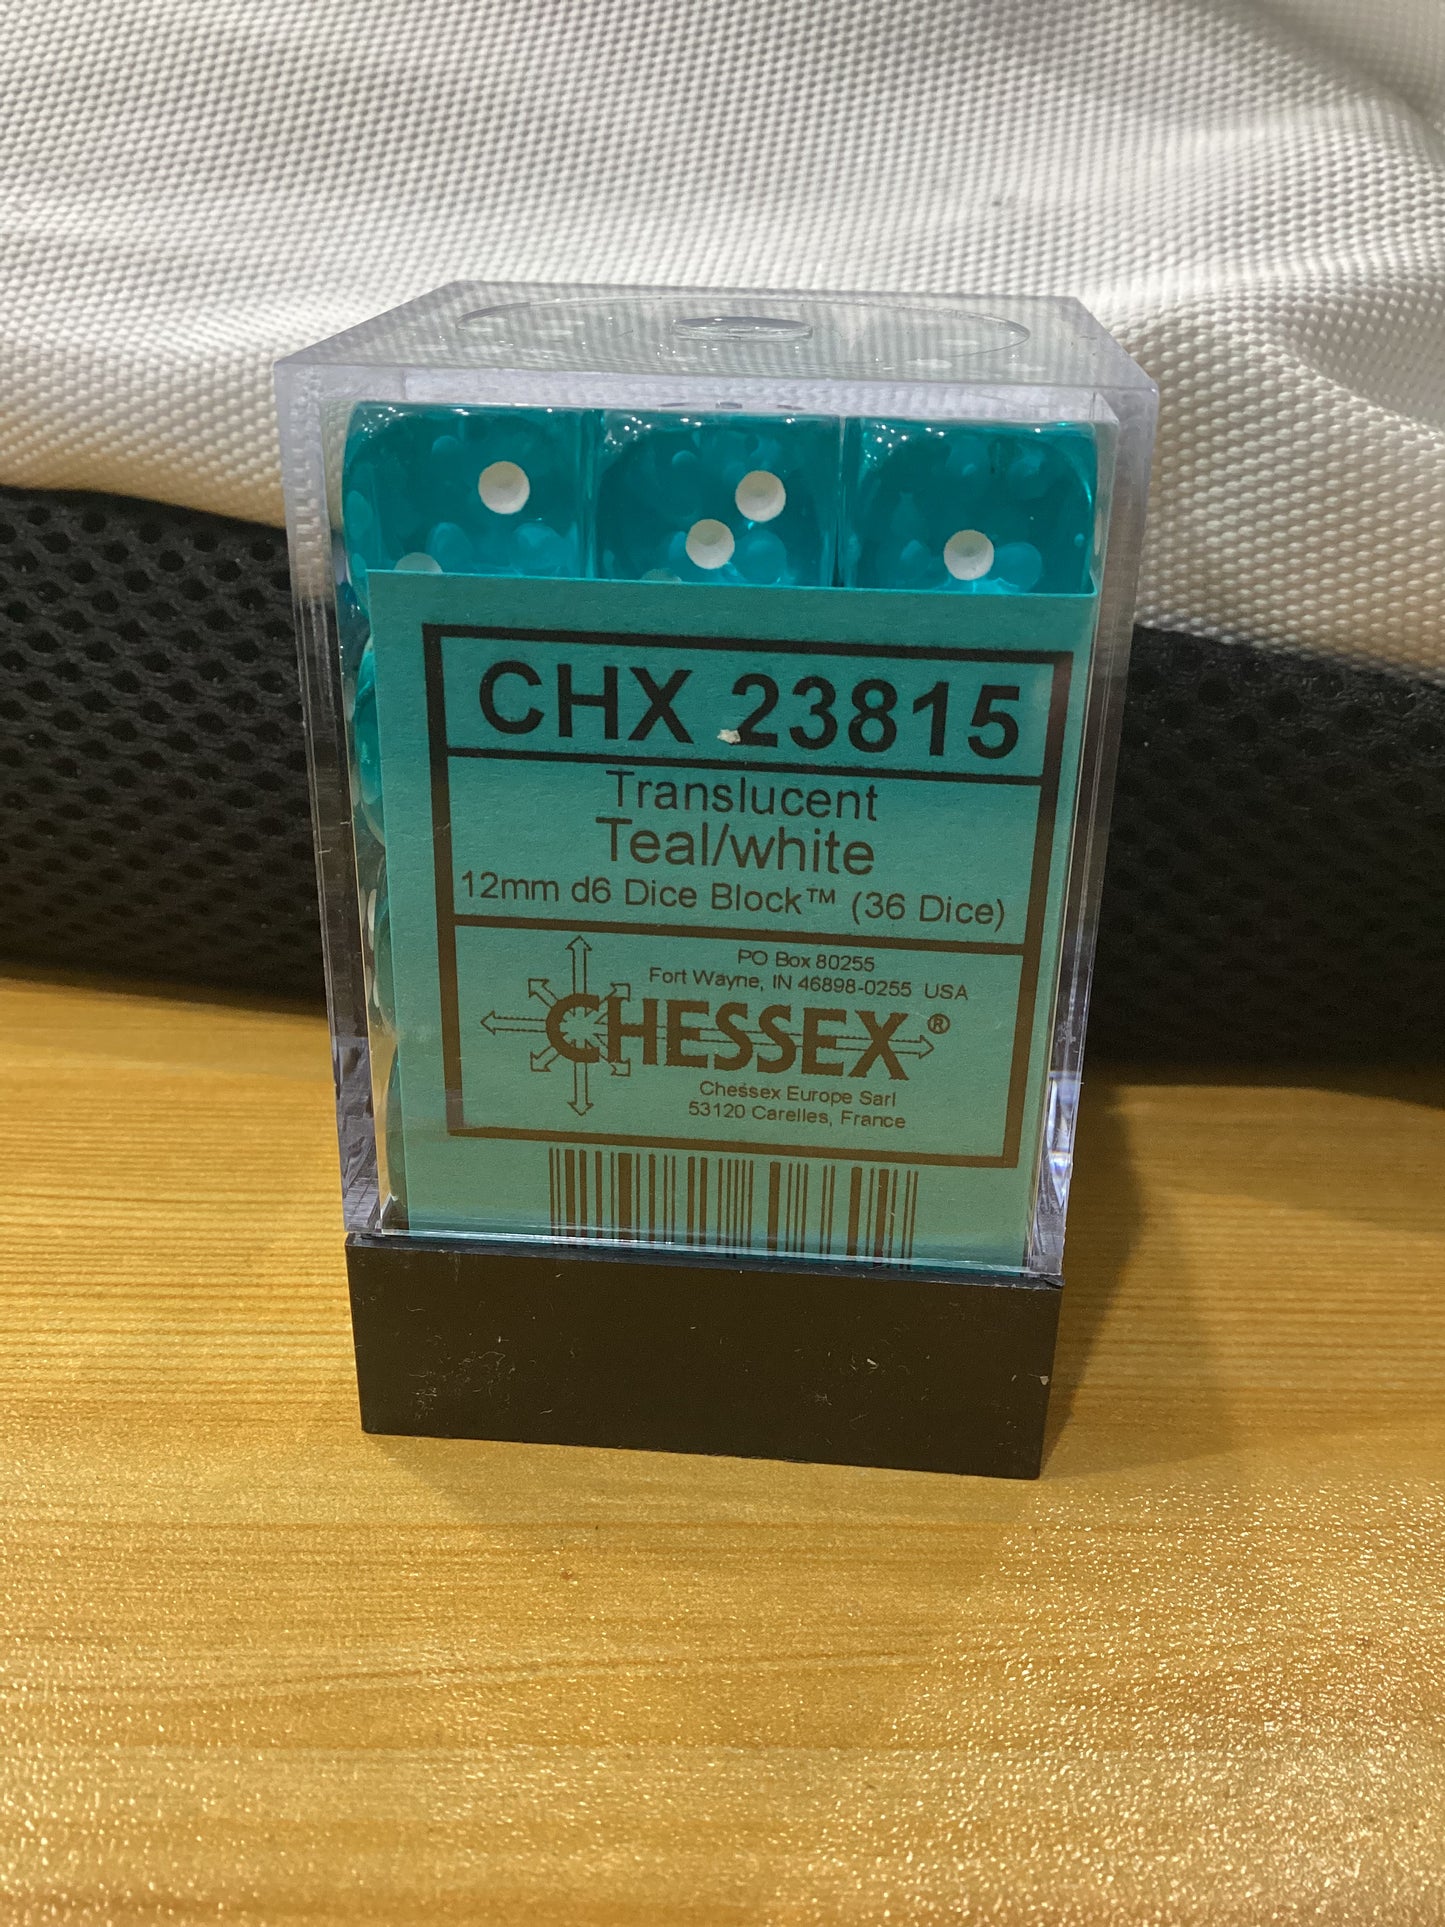 CHX 23815
Translucent
Teal/white
12mm d6 Dice Block™ (36 Dice)
PO Box 80255
Fort Wayne, IN 46898-0255 USA
CHESSEX®
Chessex Europe Sarl
53120 Carelles, France